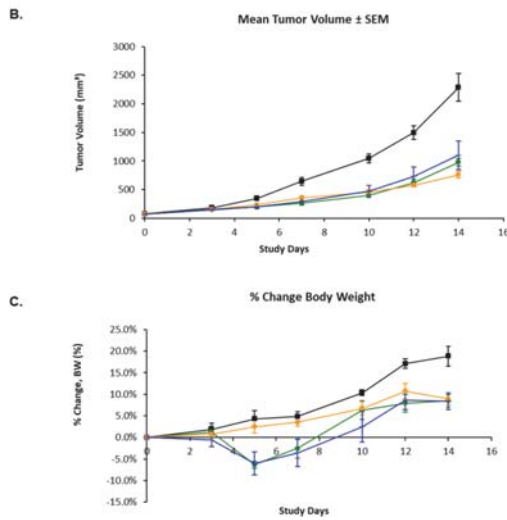 B.
Mean Tumor Volume ± SEM
Tumor Volume (mm³)
3000
2500
2000
1500
1000
500
0
0 2 4 6 8 10 12 14 16
Study Days
C.
% Change Body Weight
% Change, BW (%)
25.0%
20.0%
15.0%
10.0%
5.0%
0.0%
-5.0%
-10.0%
-15.0%
0 2 4 6 8 10 12 14 16
Study Days